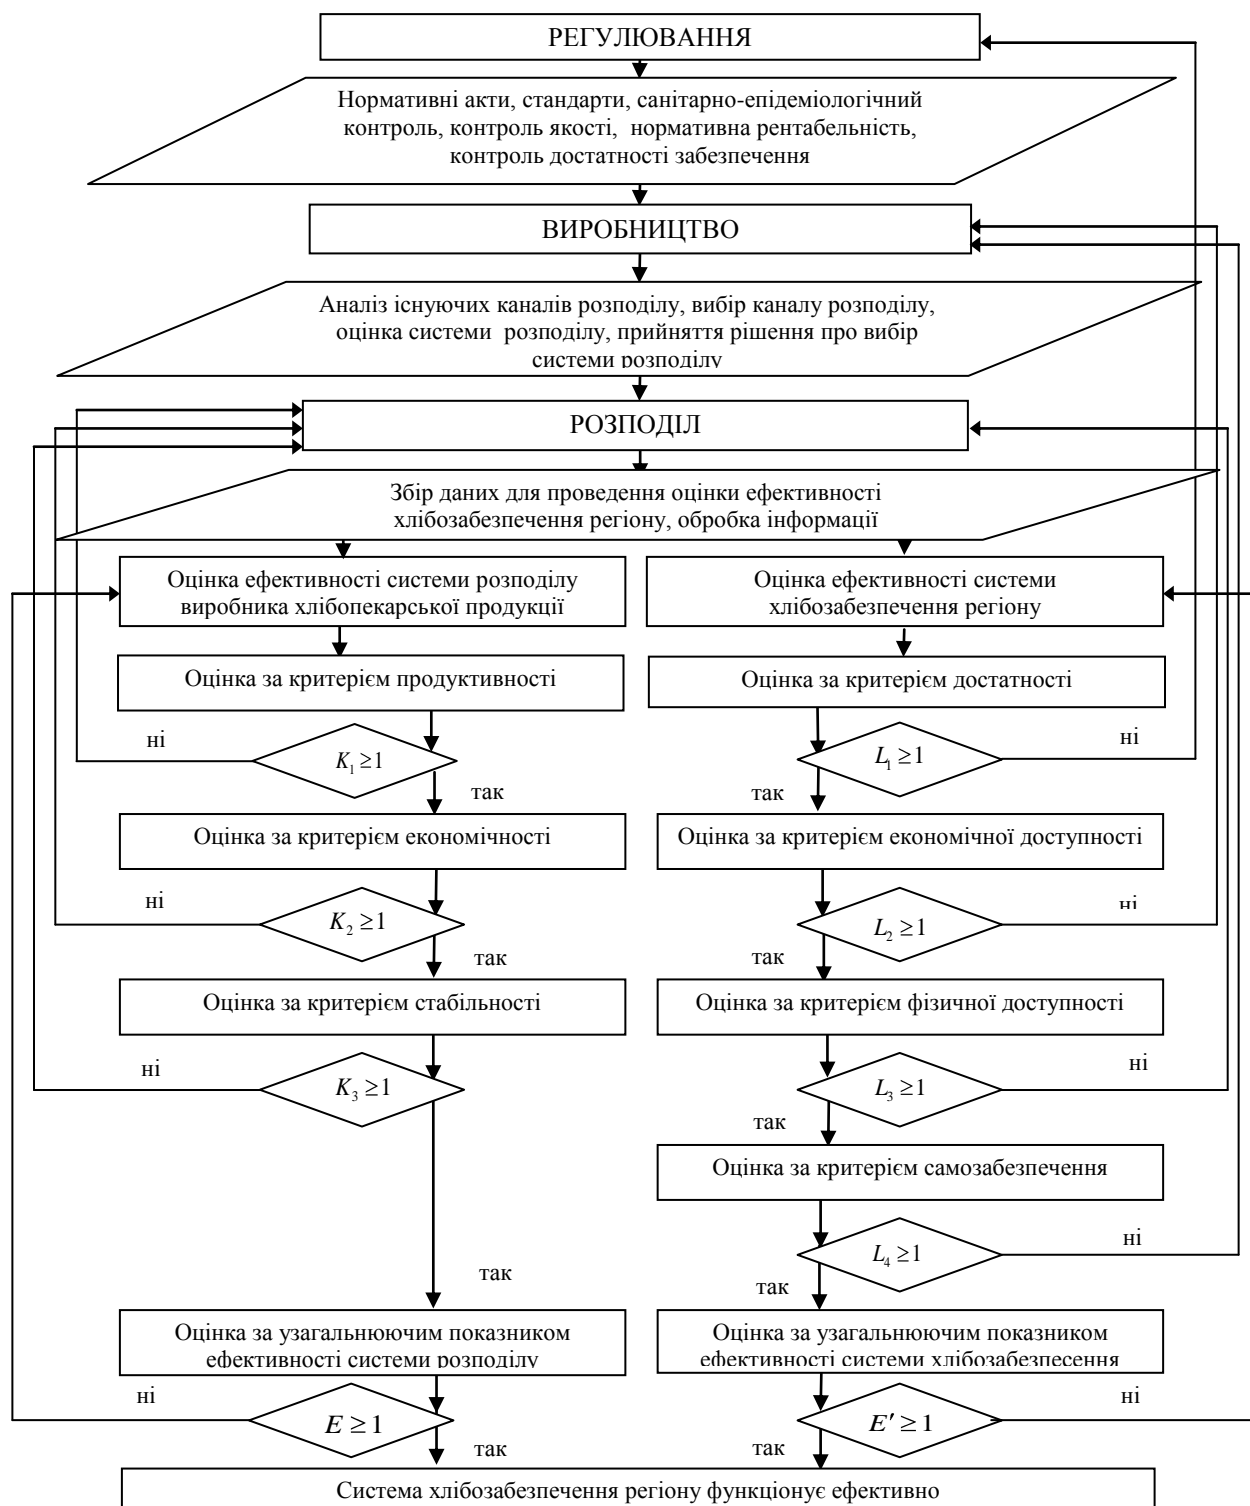 РЕГУЛЮВАННЯ
Нормативні акти, стандарти, санітарно-епідеміологічний
контроль, контроль якості, нормативна рентабельність,
контроль достатності забезпечення
ВИРОБНИЦТВО
Аналіз існуючих каналів розподілу, вибір каналу розподілу,
оцінка системи розподілу, прийняття рішення про вибір
системи розподілу
РОЗПОДІЛ
Збір даних для проведення оцінки ефективності
хлібозабезпечення регіону, обробка інформації
Оцінка ефективності системи розподілу
виробника хлібопекарської продукції
Оцінка ефективності системи
хлібозабезпечення регіону
Оцінка за критерієм продуктивності
Оцінка за критерієм достатності
ні
K₁ ≥1
L₁ ≥1
ні
так
так
Оцінка за критерієм економічності
Оцінка за критерієм економічної доступності
ні
K₂ ≥1
L₂ ≥1
ні
так
так
Оцінка за критерієм стабільності
Оцінка за критерієм фізичної доступності
ні
K₃ ≥1
L₃ ≥1
ні
так
Оцінка за критерієм самозабезпечення
L₄ ≥1
ні
так
так
Оцінка за узагальнюючим показником
ефективності системи розподілу
Оцінка за узагальнюючим показником
ефективності системи хлібозабезпесення
ні
E ≥ 1
E′ ≥ 1
ні
так
так
Система хлібозабезпечення регіону функціонує ефективно